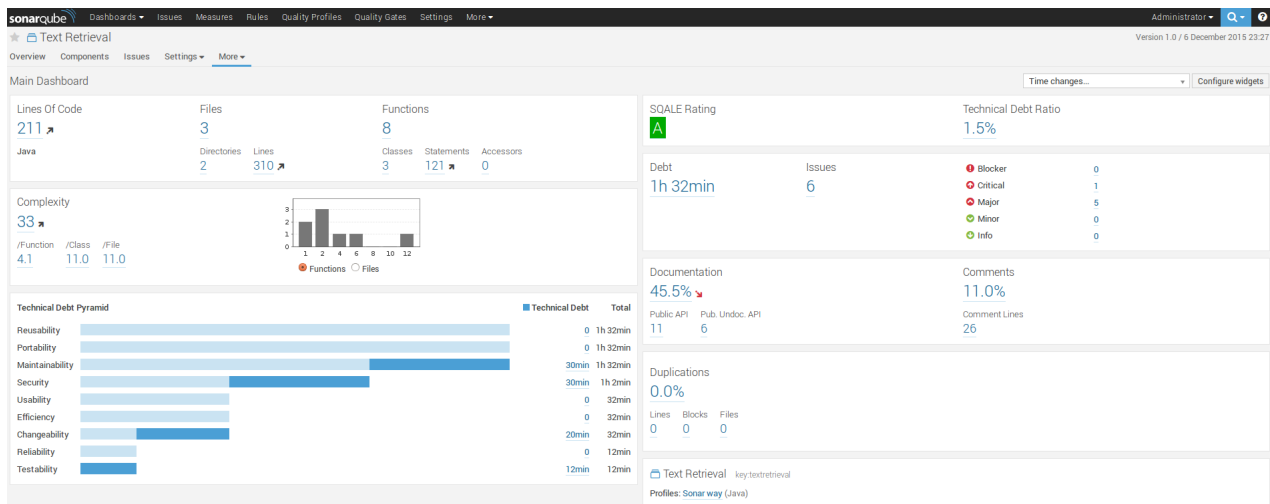 sonarqube Dashboards Issues Measures Rules Quality Profiles Quality Gates Settings More Administrator
Text Retrieval
Version 1.0 / 6 December 2015 23:27
Overview Components Issues Settings More
Main Dashboard
Time changes... Configure widgets
Lines Of Code Files Functions
211 3 8
Java Directories Lines Classes Statements Accessors
2 310 3 121 0
Complexity
33
/Function /Class /File
4.1 11.0 11.0
3
2
1
0
1 2 4 6 8 10 12
Functions Files
Technical Debt Pyramid Technical Debt Total
Reusability 0 1h 32min
Portability 0 1h 32min
Maintainability 30min 1h 32min
Security 30min 1h 2min
Usability 0 32min
Efficiency 0 32min
Changeability 20min 32min
Reliability 0 12min
Testability 12min 12min
SQALE Rating Technical Debt Ratio
A 1.5%
Debt Issues
1h 32min 6
Blocker 0
Critical 1
Major 5
Minor 0
Info 0
Documentation Comments
45.5% 11.0%
Public API Pub. Undoc. API Comment Lines
11 6 26
Duplications
0.0%
Lines Blocks Files
0 0 0
Text Retrieval key:textretrieval
Profiles: Sonar way (Java)